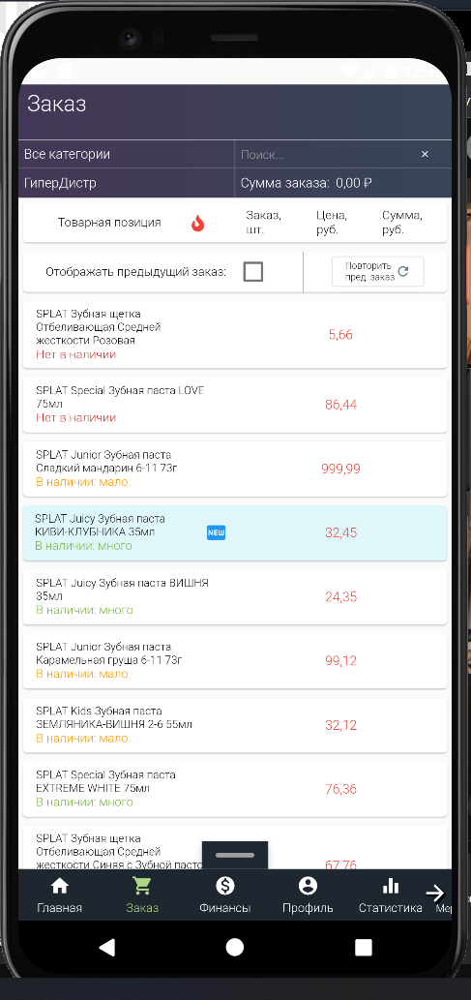 Заказ
Все категории
Поиск...
ГиперДистр
Сумма заказа: 0,00 ₽
Товарная позиция
Заказ,
шт.
Цена,
руб.
Сумма,
руб.
Отображать предыдущий заказ:
Повторить
пред. заказ
SPLAT Зубная щетка
Отбеливающая Средней
жесткости Розовая
Нет в наличии
5,66
SPLAT Special Зубная паста LOVE
75мл
Нет в наличии
86,44
SPLAT Junior Зубная паста
Сладкий мандарин 6-11 73г
В наличии: мало
999,99
SPLAT Juicy Зубная паста
КИВИ-КЛУБНИКА 35мл
В наличии: много
NEW
32,45
SPLAT Juicy Зубная паста ВИШНЯ
35мл
В наличии: много
24,35
SPLAT Junior Зубная паста
Карамельная груша 6-11 73г
В наличии: мало
99,12
SPLAT Kids Зубная паста
ЗЕМЛЯНИКА-ВИШНЯ 2-6 55мл
В наличии: мало
32,12
SPLAT Special Зубная паста
EXTREME WHITE 75мл
В наличии: много
76,36
SPLAT Зубная щетка
Отбеливающая Средней
жесткости Синяя с Зубной пасто
67,76
Главная
Заказ
Финансы
Профиль
Статистика